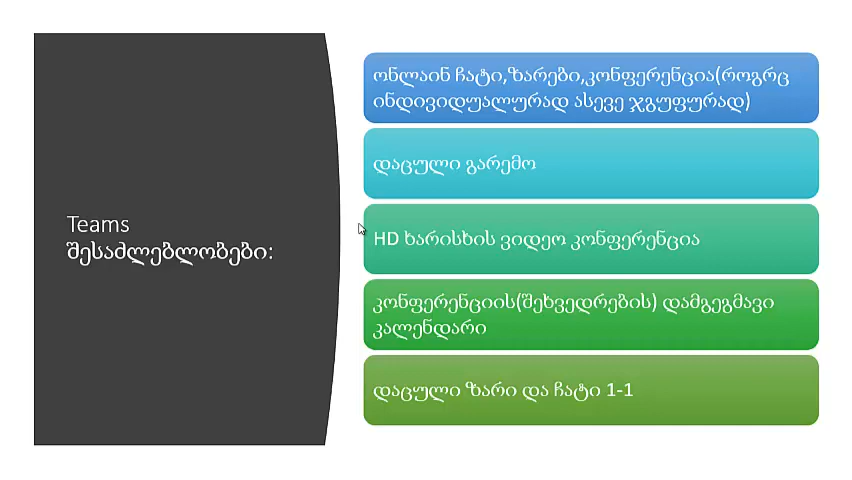 Teams
შესაძლებლობები:
ონლაინ ჩატი,ზარები,კონფერენცია(როგრც
ინდივიდუალურად ასევე ჯგუფურად)
დაცული გარემო
HD ხარისხის ვიდეო კონფერენცია
კონფერენციის(შეხვედრების) დამგეგმავი
კალენდარი
დაცული ზარი და ჩატი 1-1